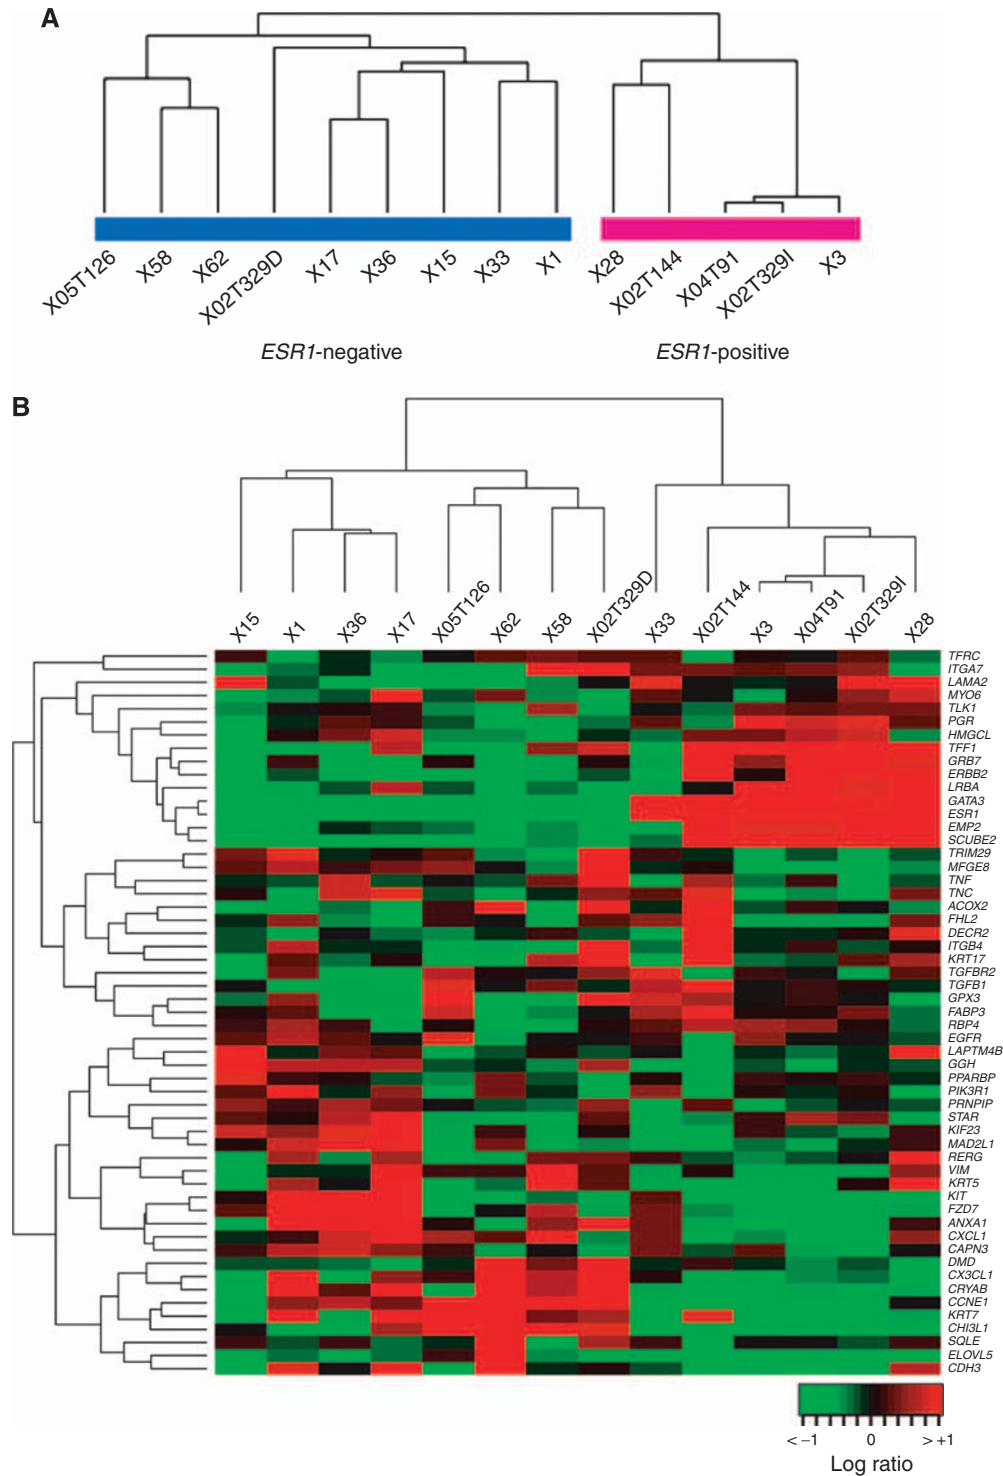 A
X05T126 X58 X62 X02T329D X17 X36 X15 X33 X1 X28 X02T144 X04T91 X02T329I X3
ESR1-negative ESR1-positive
B
X15 X1 X36 X17 X05T126 X62 X58 X02T329D X33 X02T144 X3 X04T91 X02T329I X28
TFRC
ITGA7
LAMA2
MYO6
TLK1
PGR
HMGCL
TFF1
GRB7
ERBB2
LRBA
GATA3
ESR1
EMP2
SCUBE2
TRIM29
MFGE8
TNF
TNC
ACOX2
FHL2
DECR2
ITGB4
KRT17
TGFBR2
TGFB1
GPX3
FABP3
RBP4
EGFR
LAPTM4B
GGH
PPARBP
PIK3R1
PRNPIP
STAR
KIF23
MAD2L1
RERG
VIM
KRT5
KIT
FZD7
ANXA1
CXCL1
CAPN3
DMD
CX3CL1
CRYAB
CCNE1
KRT7
CHI3L1
SQLE
ELOVL5
CDH3
< −1 0 > +1
Log ratio